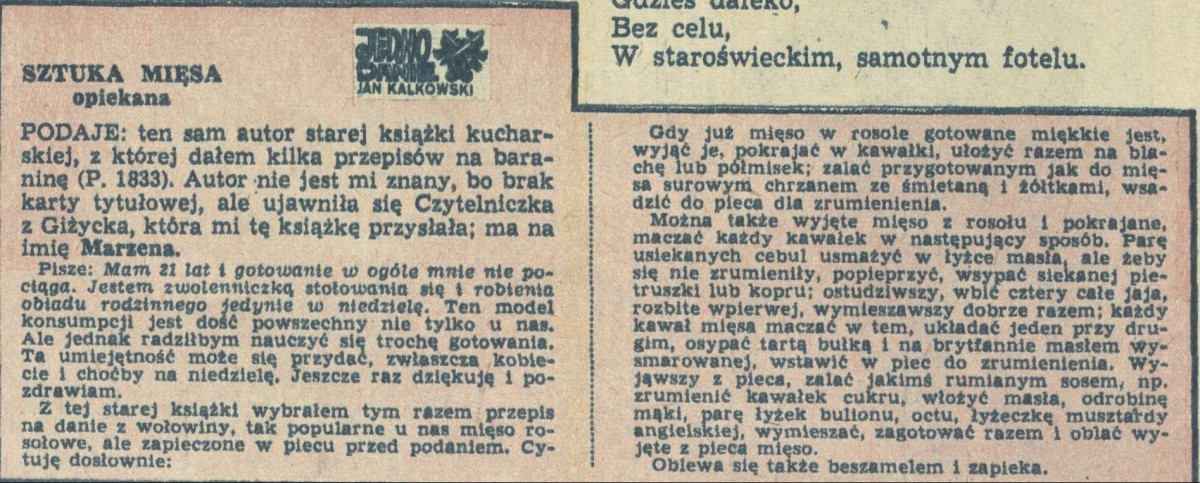 Gdzieś daleko,
Bez celu,
W staroświeckim, samotnym fotelu.
JEDNO
DANIE
JAN KALKOWSKI
SZTUKA MIĘSA
opiekana
PODAJE: ten sam autor starej książki kuchar-
skiej, z której dałem kilka przepisów na bara-
ninę (P. 1833). Autor nie jest mi znany, bo brak
karty tytułowej, ale ujawniła się Czytelniczka
z Giżycka, która mi tę książkę przysłała; ma na
imię Marzena.
Pisze: Mam 21 lat i gotowanie w ogóle mnie nie po-
ciąga. Jestem zwolenniczką stołowania się i robienia
obiadu rodzinnego jedynie w niedzielę. Ten model
konsumpcji jest dość powszechny nie tylko u nas.
Ale jednak radziłbym nauczyć się trochę gotowania.
Ta umiejętność może się przydać, zwłaszcza kobie-
cie i choćby na niedzielę. Jeszcze raz dziękuję i po-
zdrawiam.
Z tej starej książki wybrałem tym razem przepis
na danie z wołowiny, tak popularne u nas mięso ro-
sołowe, ale zapieczone w piecu przed podaniem. Cy-
tuję dosłownie:
Gdy już mięso w rosole gotowane miękkie jest,
wyjąć je, pokrajać w kawałki, ułożyć razem na bla-
chę lub półmisek; zalać przygotowanym jak do mię-
sa surowym chrzanem ze śmietaną i żółtkami, wsa-
dzić do pieca dla zrumienienia.
Można także wyjęte mięso z rosołu i pokrajane,
maczać każdy kawałek w następujący sposób. Parę
usiekanych cebul usmażyć w łyżce masła, ale żeby
się nie zrumieniły, popieprzyć, wsypać siekanej pie-
truszki lub kopru; ostudziwszy, wbić cztery całe jaja,
rozbite wpierwej, wymieszawszy dobrze razem; każdy
kawał mięsa maczać w tem, układać jeden przy dru-
gim, osypać tartą bułką i na brytfannie masłem wy-
smarowanej, wstawić w piec do zrumienienia. Wy-
jąwszy z pieca, zalać jakimś rumianym sosem, np.
zrumienić kawałek cukru, włożyć masła, odrobinę
mąki, parę łyżek bulionu, octu, łyżeczkę musztardy
angielskiej, wymieszać, zagotować razem i oblać wy-
jęte z pieca mięso.
Oblewa się także beszamelem i zapieka.